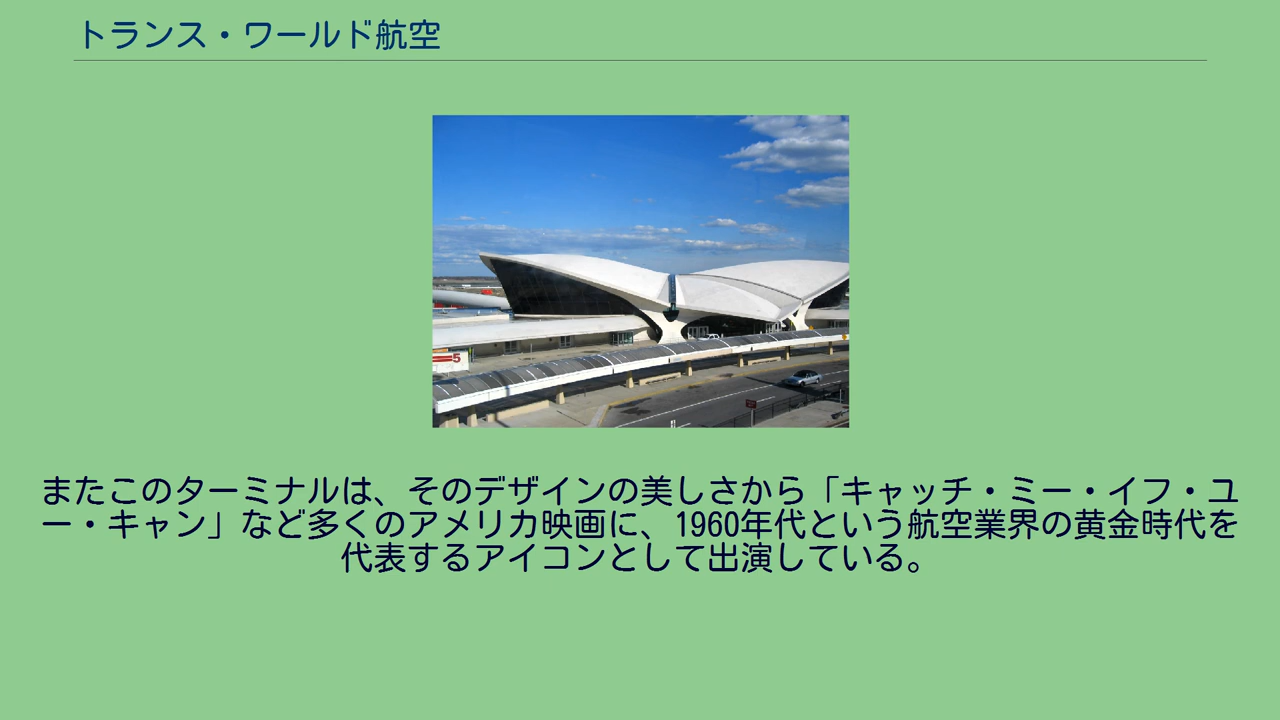 トランス・ワールド航空
5
またこのターミナルは、そのデザインの美しさから「キャッチ・ミー・イフ・ユ
ー・キャン」など多くのアメリカ映画に、1960年代という航空業界の黄金時代を
代表するアイコンとして出演している。